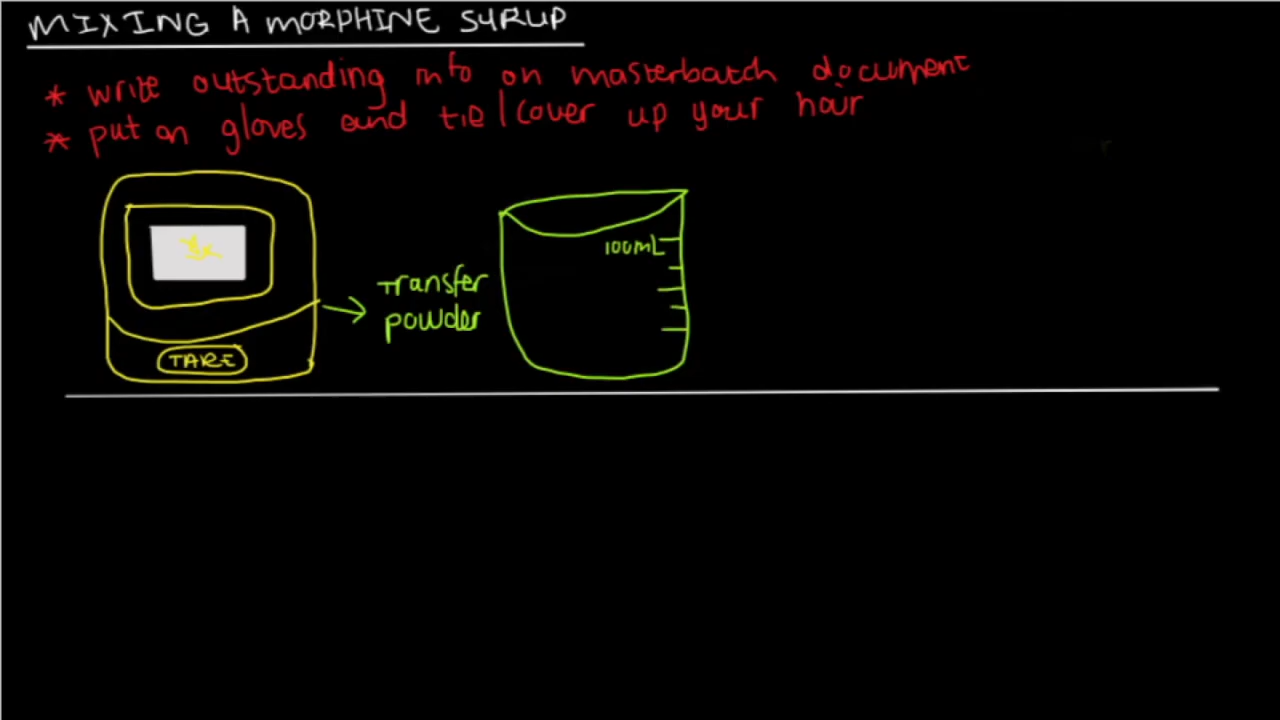 MIXING A MORPHINE SYRUP
* write outstanding info on masterbatch document
* put on gloves and tie/cover up your hair
100mL
Transfer
powder
TARE